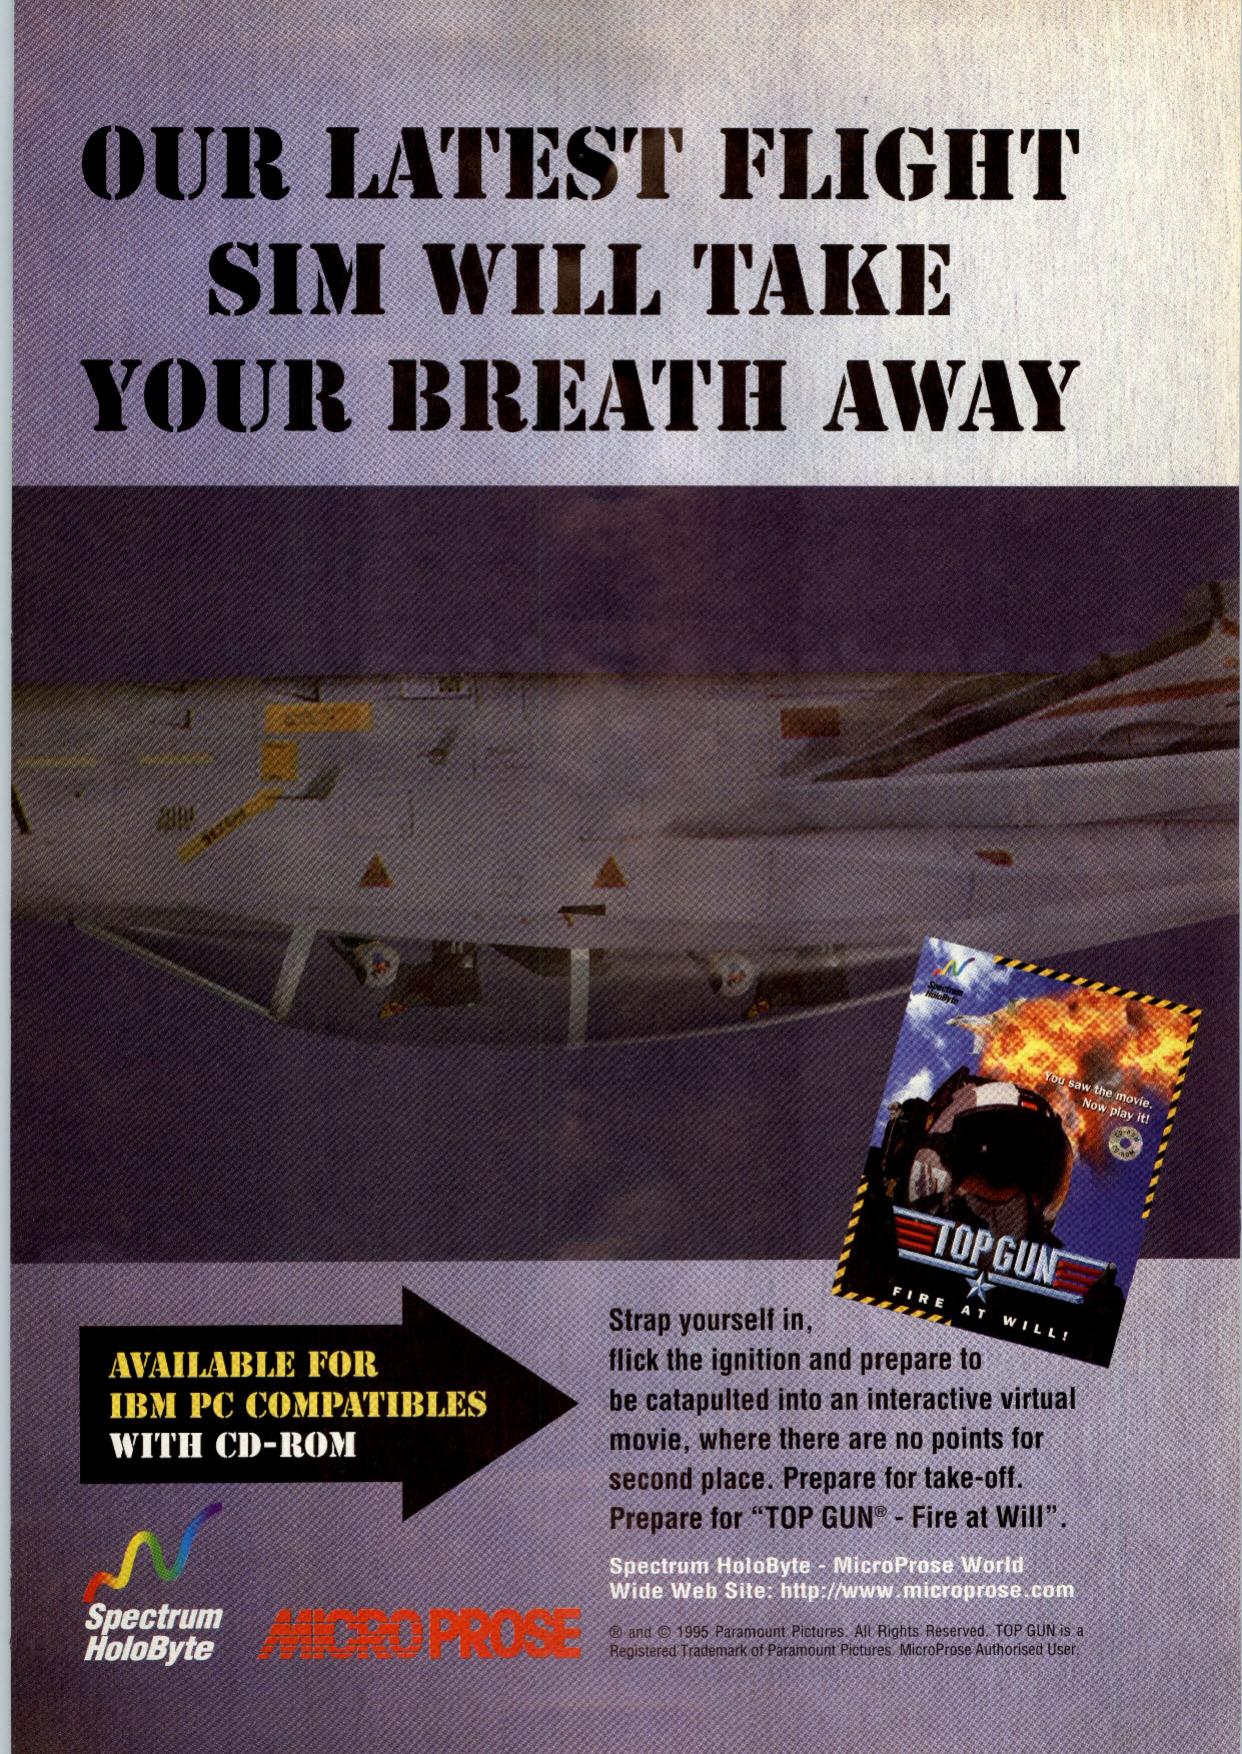 OUR LATEST FLIGHT
SIM WILL TAKE
YOUR BREATH AWAY
Spectrum
HoloByte
You saw the movie.
Now play it!
CD-ROM
CD-ROM
TOP GUN
FIRE AT WILL!
AVAILABLE FOR
IBM PC COMPATIBLES
WITH CD-ROM
Strap yourself in,
flick the ignition and prepare to
be catapulted into an interactive virtual
movie, where there are no points for
second place. Prepare for take-off.
Prepare for “TOP GUN® - Fire at Will”.
Spectrum HoloByte - MicroProse World
Wide Web Site: http://www.microprose.com
® and © 1995 Paramount Pictures. All Rights Reserved. TOP GUN is a
Registered Trademark of Paramount Pictures. MicroProse Authorised User.
Spectrum
HoloByte
MICROPROSE